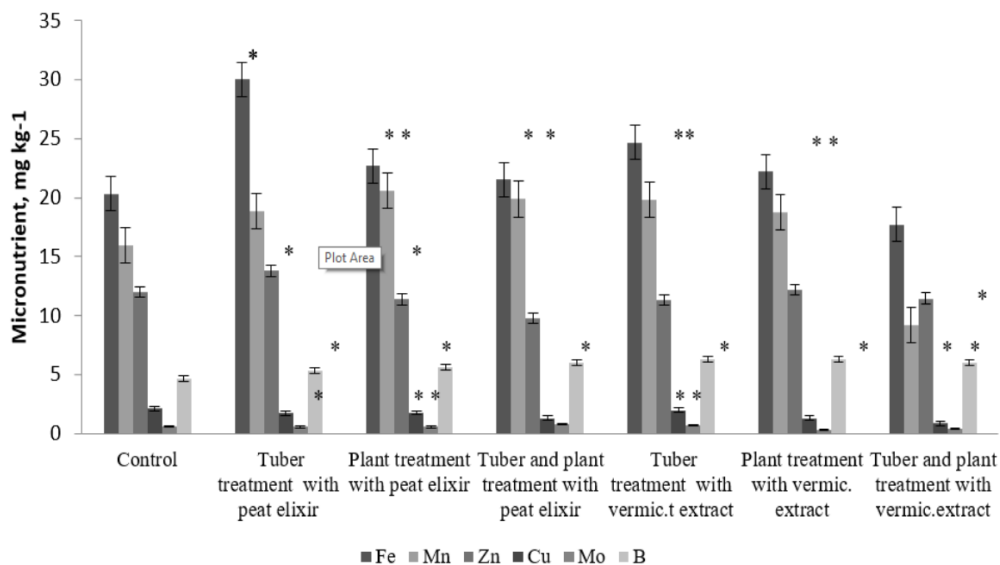 35
30
25
20
15
10
5
0
Micronutrient, mg kg-1
*
* *
* *
**
* *
*
*
*
*
*
*
*
*
*
*
*
*
* *
* *
Plot Area
Control
Tuber
treatment with
peat elixir
Plant treatment
with peat elixir
Tuber and plant
treatment with
peat elixir
Tuber
treatment with
vermic.t extract
Plant treatment
with vermic.
extract
Tuber and plant
treatment with
vermic.extract
Fe Mn Zn Cu Mo B